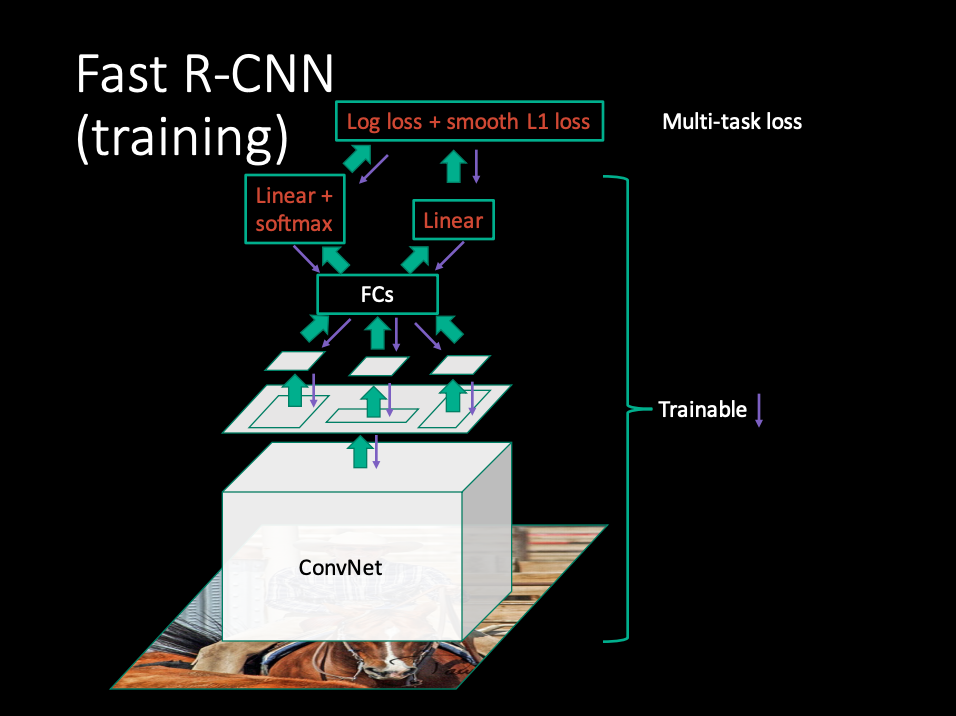 Fast R-CNN
(training)
Log loss + smooth L1 loss
Multi-task loss
Linear +
softmax
Linear
FCs
Trainable
ConvNet